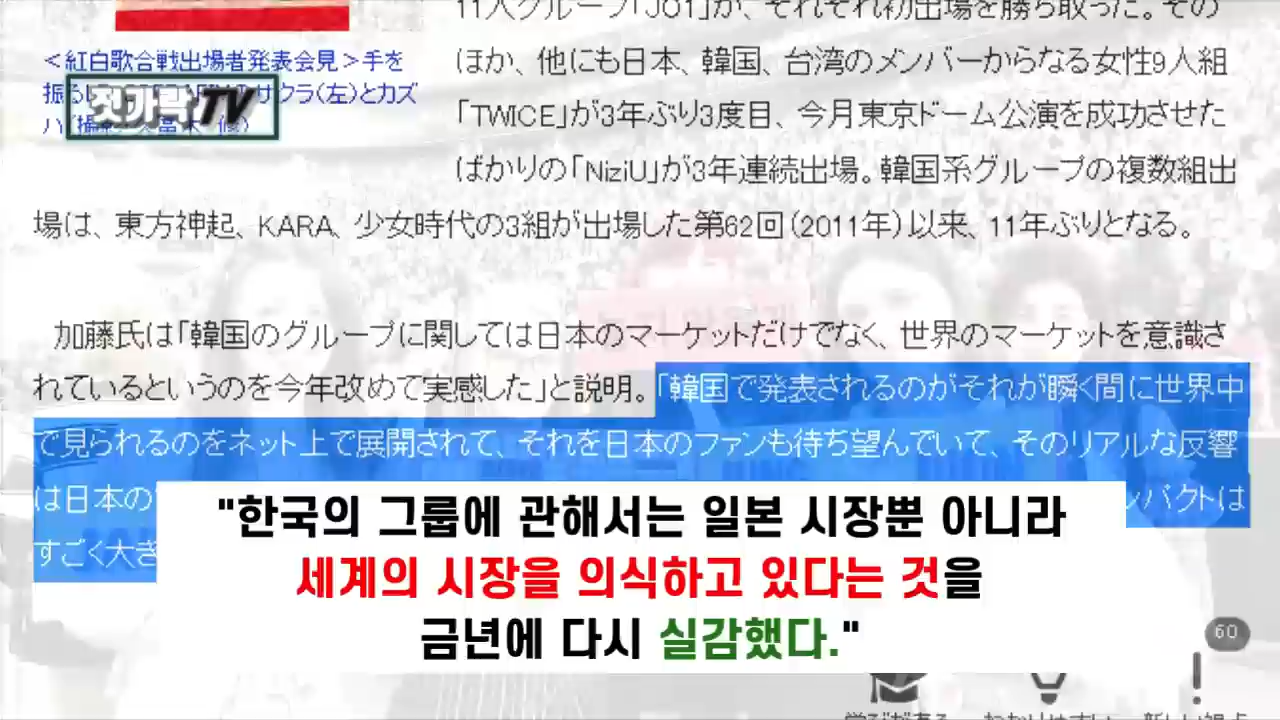 11人グループ「JO1」が、それぞれ初出場を勝ち取った。その
＜紅白歌合戦出場者発表会見＞手を
ほか、他にも日本、韓国、台湾のメンバーからなる女性9人組
サクラ（左）とカズ
젓가락TV
「TWICE」が3年ぶり3度目、今月東京ドーム公演を成功させた
ばかりの「NiziU」が3年連続出場。韓国系グループの複数組出
場は、東方神起、KARA、少女時代の3組が出場した第62回（2011年）以来、11年ぶりとなる。
加藤氏は「韓国のグループに関しては日本のマーケットだけでなく、世界のマーケットを意識さ
れているというのを今年改めて実感した」と説明。「韓国で発表されるのがそれが瞬く間に世界中
で見られるのをネット上で展開されて、それを日本のファンも待ち望んでいて、そのリアルな反響
は日本の
ンパクトは
すごく大き
"한국의 그룹에 관해서는 일본 시장뿐 아니라
세계의 시장을 의식하고 있다는 것을
금년에 다시 실감했다."
60